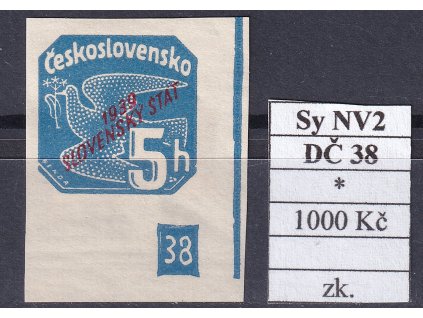 Československo
1939
SLOVENSKÝ ŠTÁT
5h
38
Sy NV2
DČ 38
*
1000 Kč
zk.